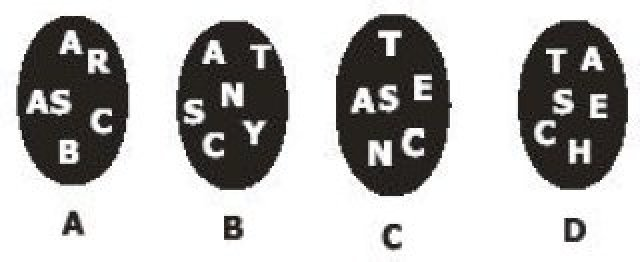 A R
AS C
B
A T
S N
C Y
T
AS E
N C
T A
S E
C H
A B C D